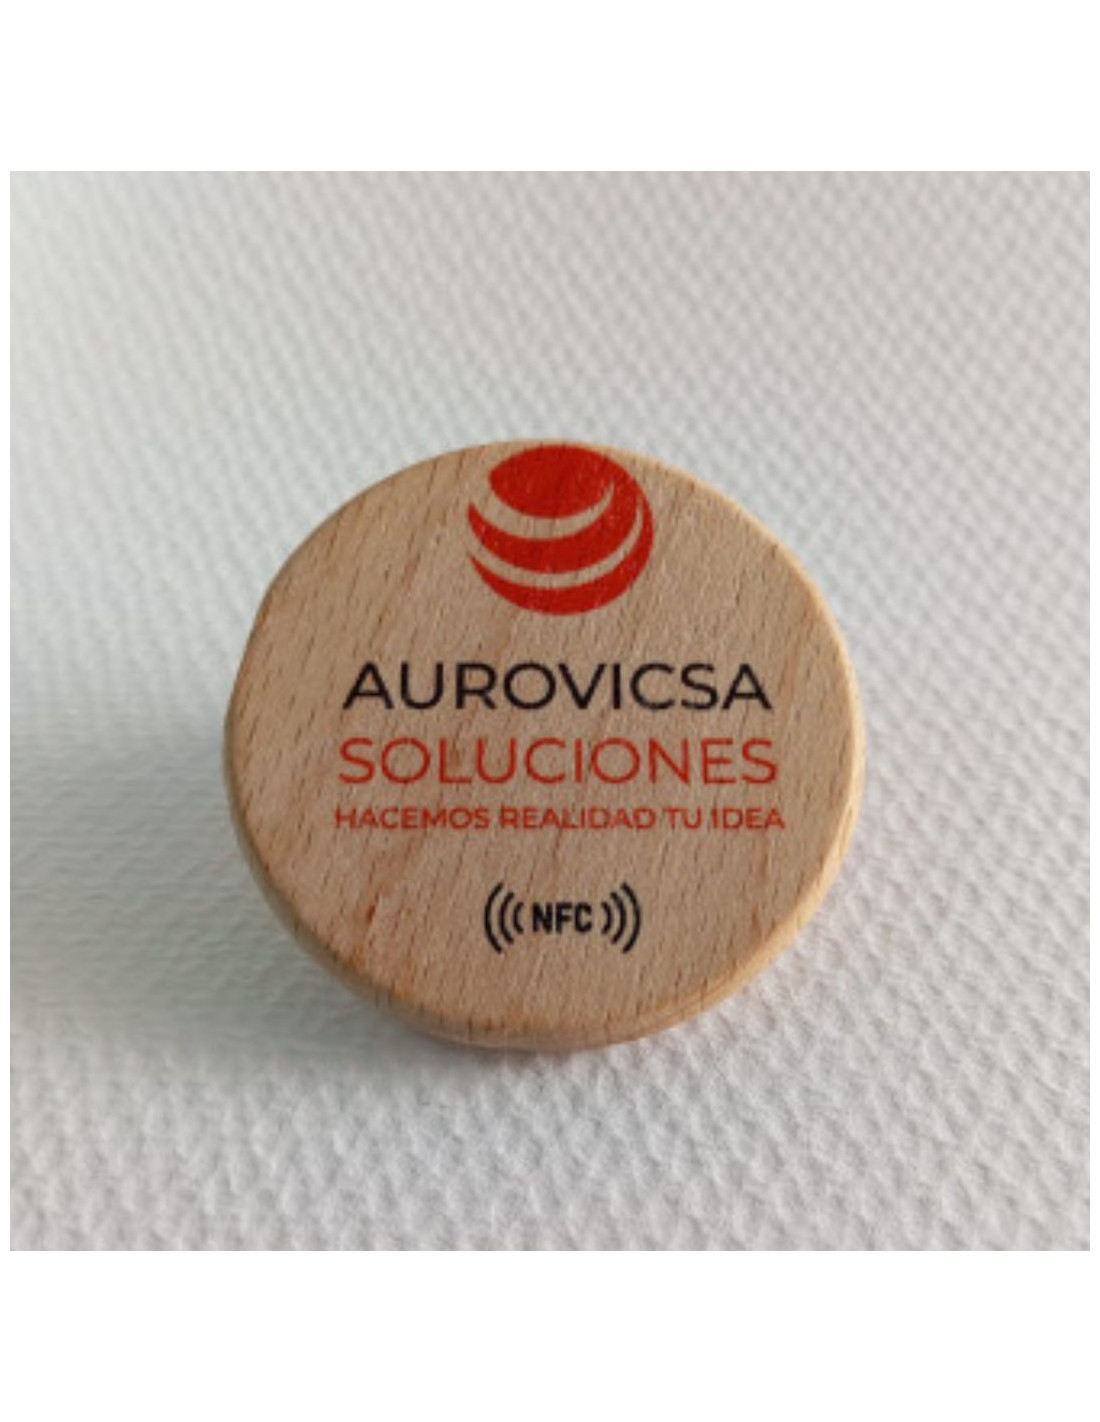 AUROVICSA
SOLUCIONES
HACEMOS REALIDAD TU IDEA
NFC